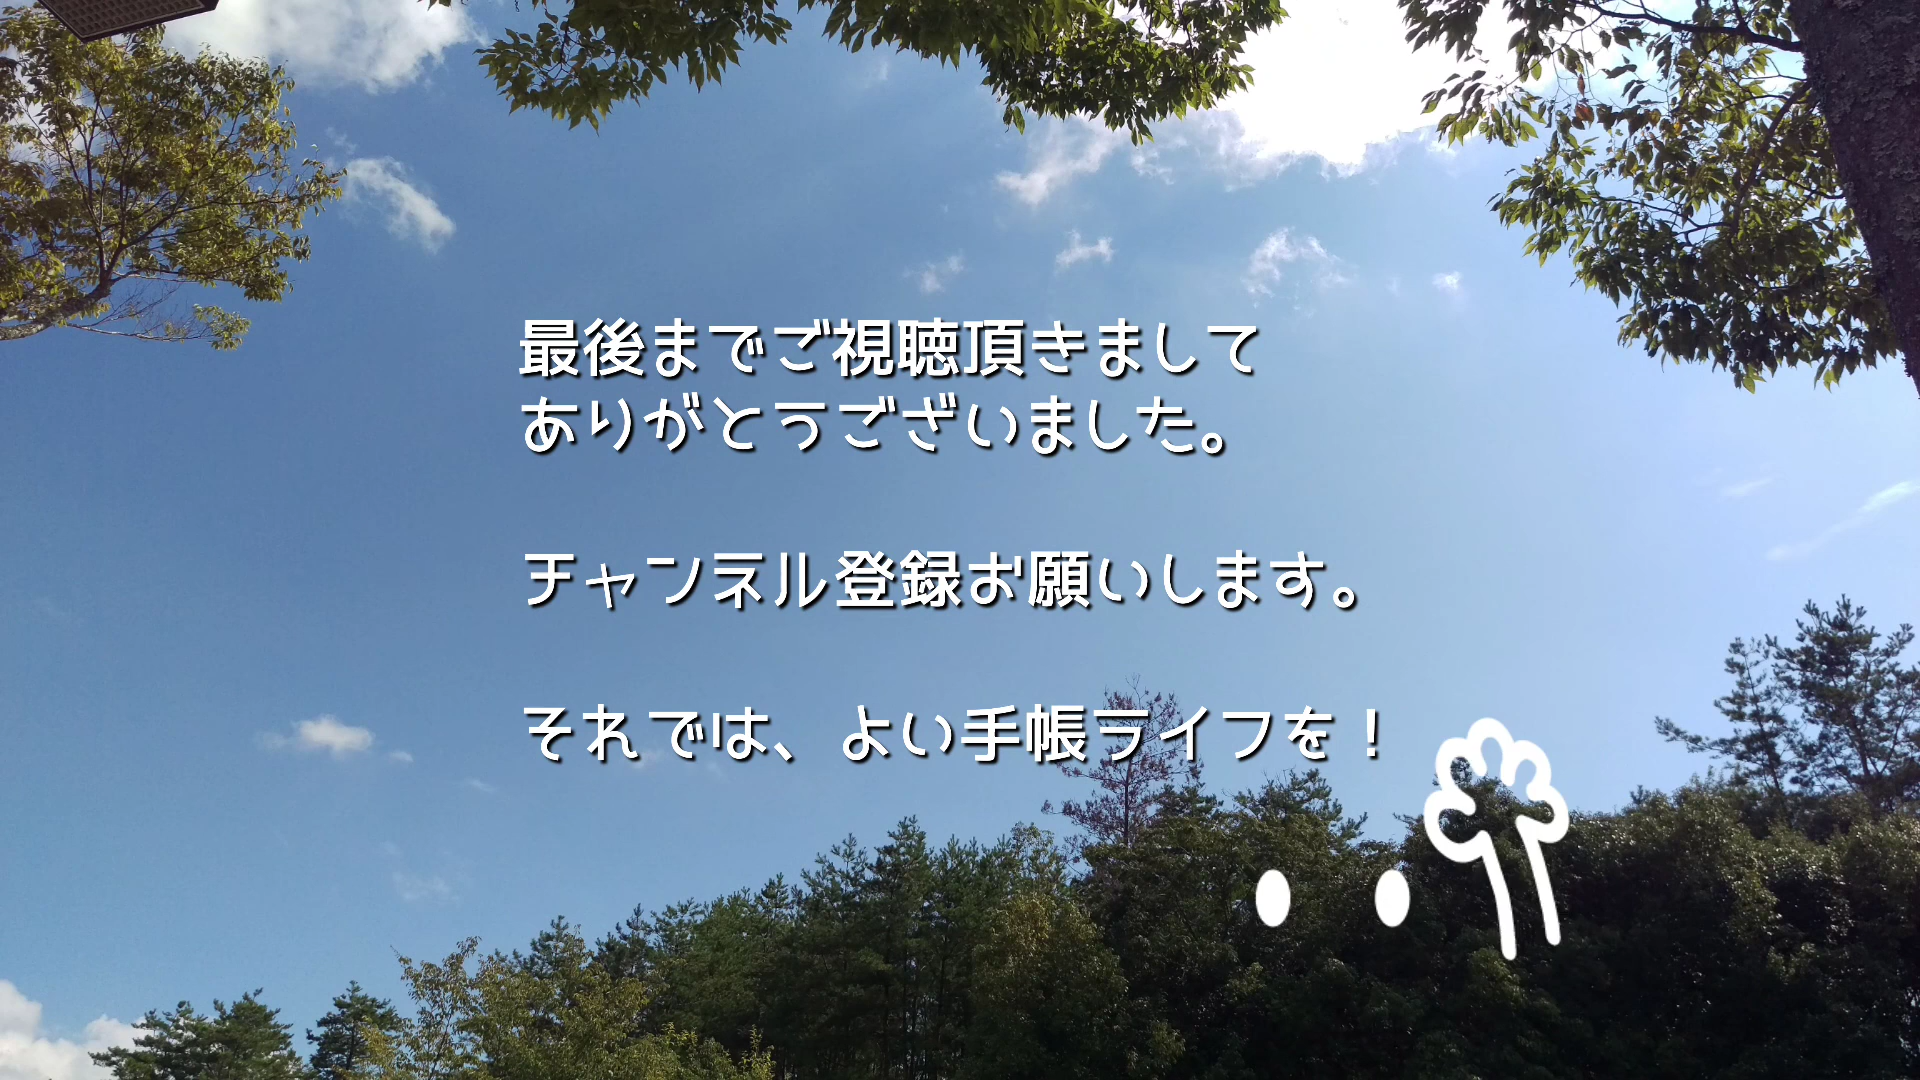 最後までご視聴頂きまして
ありがとうございました。
チャンネル登録お願いします。
それでは、よい手帳ライフを！